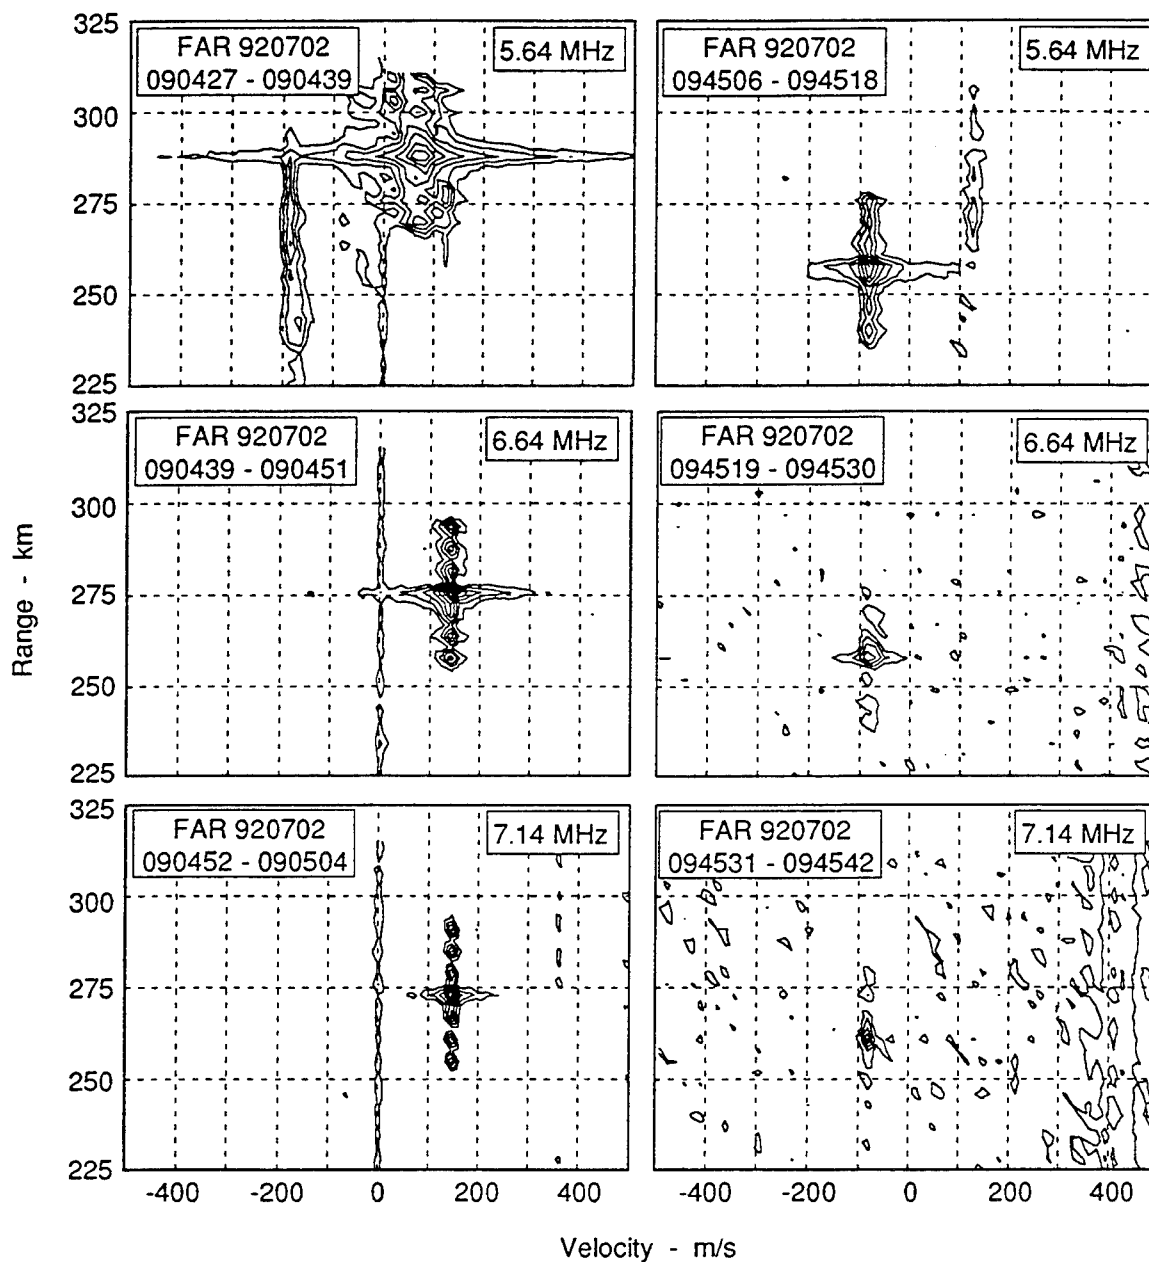 325
300
275
250
225
FAR 920702
090427 - 090439
5.64 MHz
FAR 920702
094506 - 094518
5.64 MHz
325
300
275
250
225
FAR 920702
090439 - 090451
6.64 MHz
FAR 920702
094519 - 094530
6.64 MHz
Range - km
325
300
275
250
225
FAR 920702
090452 - 090504
7.14 MHz
FAR 920702
094531 - 094542
7.14 MHz
-400 -200 0 200 400
-400 -200 0 200 400
Velocity - m/s